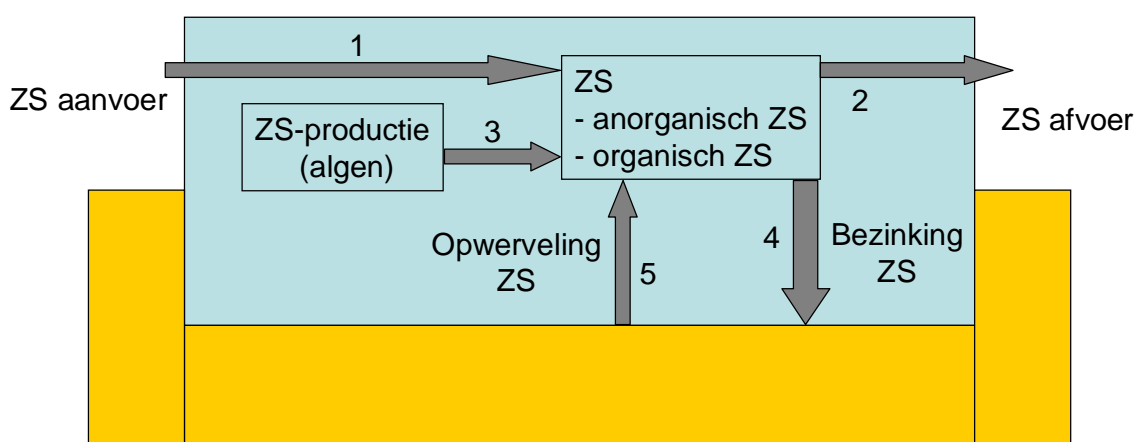 1
ZS aanvoer
ZS-productie
(algen)
3
ZS
- anorganisch ZS
- organisch ZS
2
ZS afvoer
Opwerveling
ZS
5
4
Bezinking
ZS